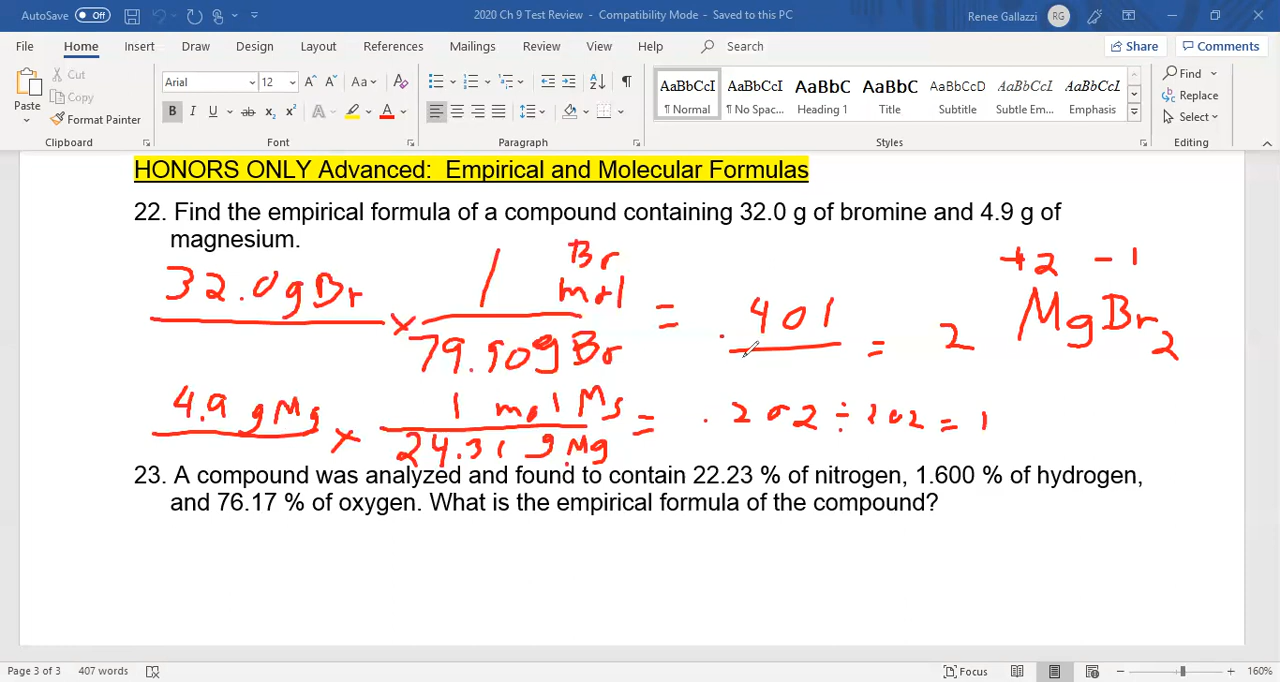 AutoSave Off 2020 Ch 9 Test Review - Compatibility Mode - Saved to this PC Renee Gallazzi RG
File Home Insert Draw Design Layout References Mailings Review View Help Search Share Comments
Paste Cut Copy Format Painter
Arial 12 A A Aa A
B I U ab x₂ x² A A
AaBbCcI AaBbCcI AaBbC AaBbC AaBbCcD AaBbCcI AaBbCcI
Normal No Spac... Heading 1 Title Subtitle Subtle Em... Emphasis
Find Replace Select
Clipboard Font Paragraph Styles Editing
HONORS ONLY Advanced: Empirical and Molecular Formulas
22. Find the empirical formula of a compound containing 32.0 g of bromine and 4.9 g of
magnesium.
32.0g Br × 1 mol Br / 79.90g Br = .401 = 2
+2 -1
MgBr₂
4.9 g Mg × 1 mol Mg / 24.31 g Mg = .202 ÷ .202 = 1
23. A compound was analyzed and found to contain 22.23 % of nitrogen, 1.600 % of hydrogen,
and 76.17 % of oxygen. What is the empirical formula of the compound?
Page 3 of 3 407 words Focus 160%